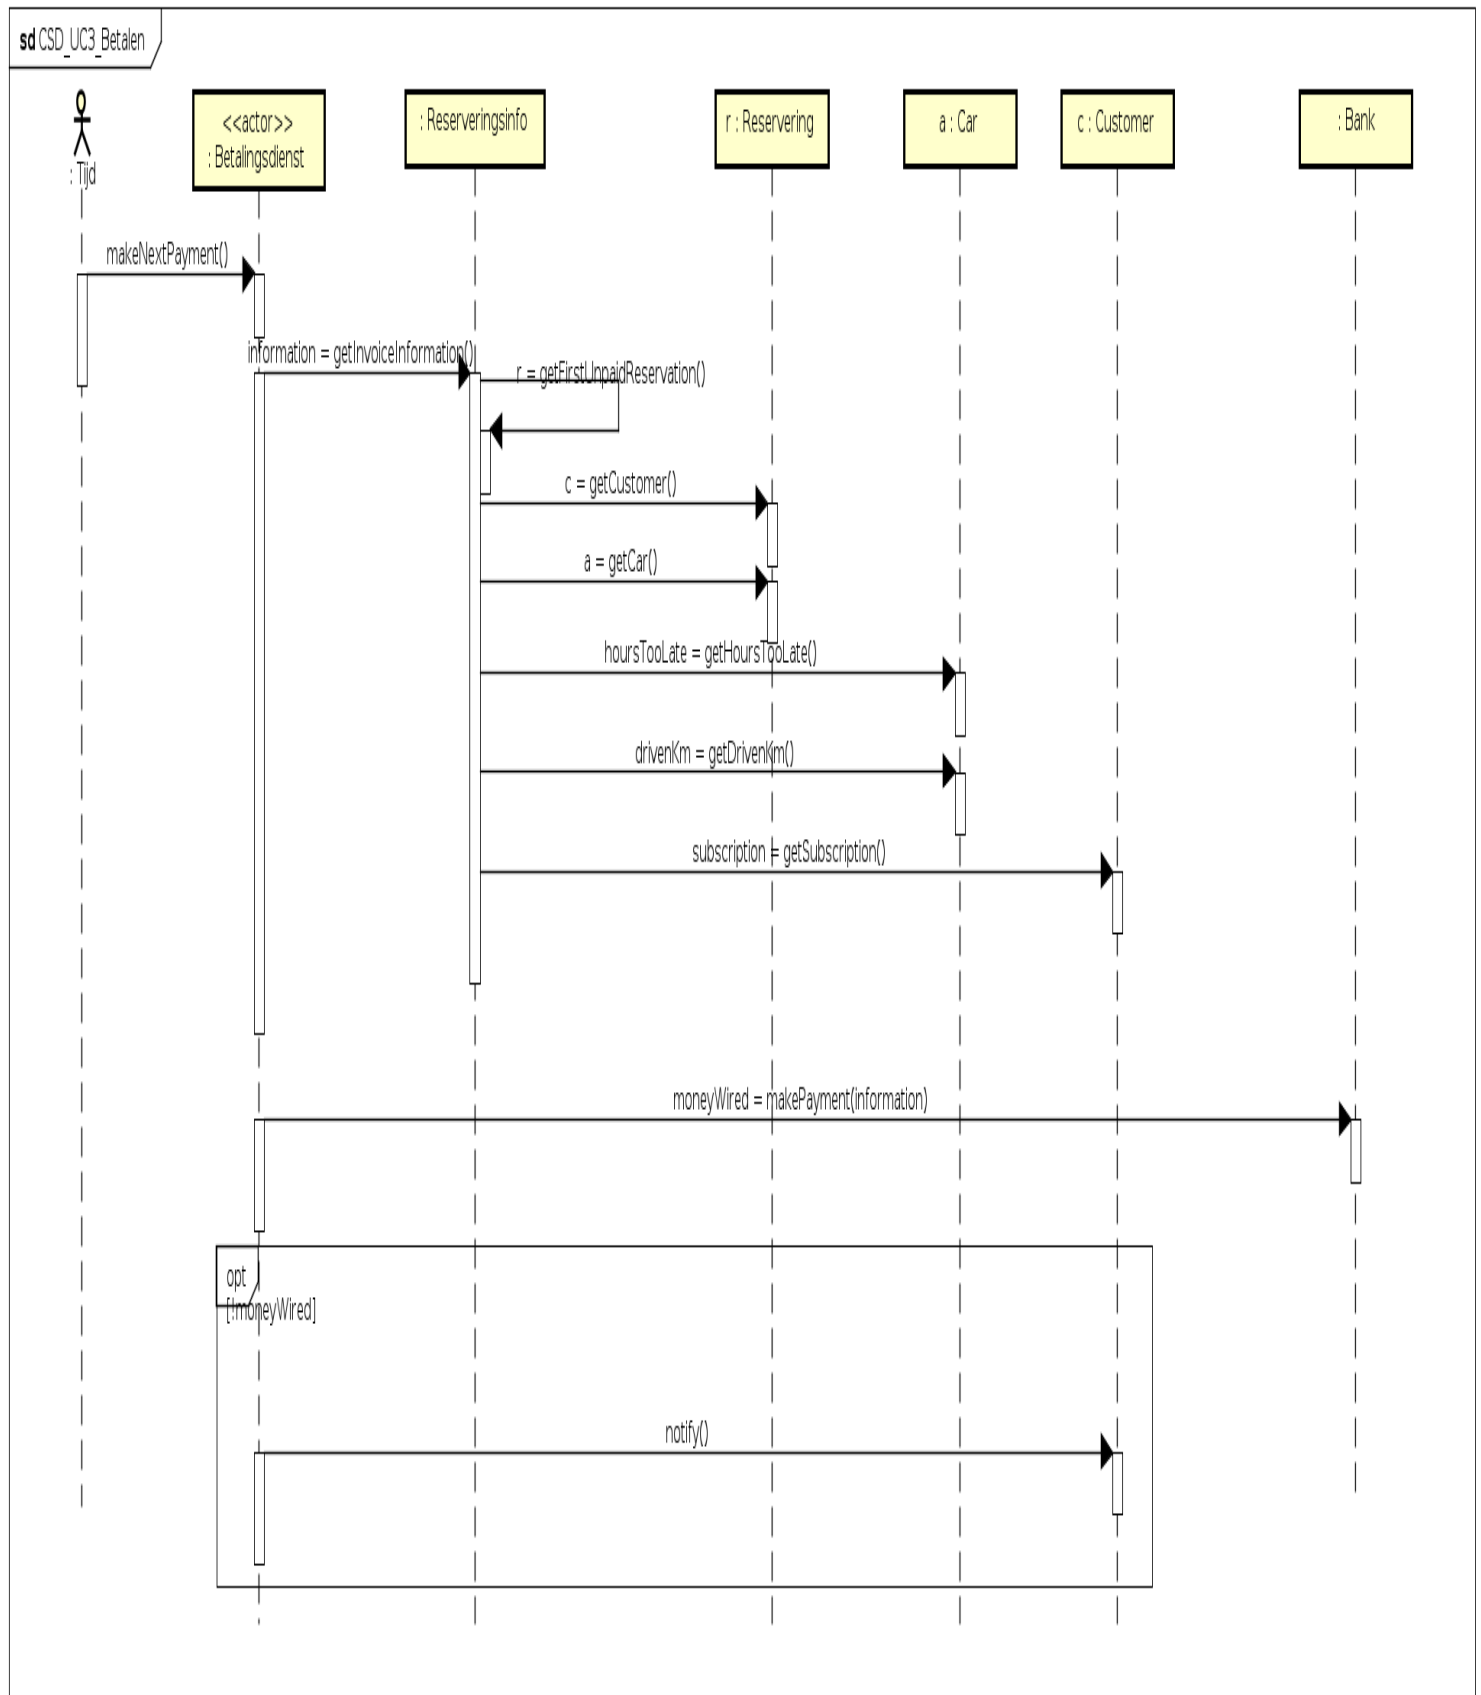 sd CSD_UC3_Betalen
: Tijd
<<actor>>
: Betalingsdienst
: Reserveringsinfo
r : Reservering
a : Car
c : Customer
: Bank
makeNextPayment()
information = getInvoiceInformation()
r = getFirstUnpaidReservation()
c = getCustomer()
a = getCar()
hoursTooLate = getHoursTooLate()
drivenKm = getDrivenKm()
subscription = getSubscription()
moneyWired = makePayment(information)
opt
[!moneyWired]
notify()